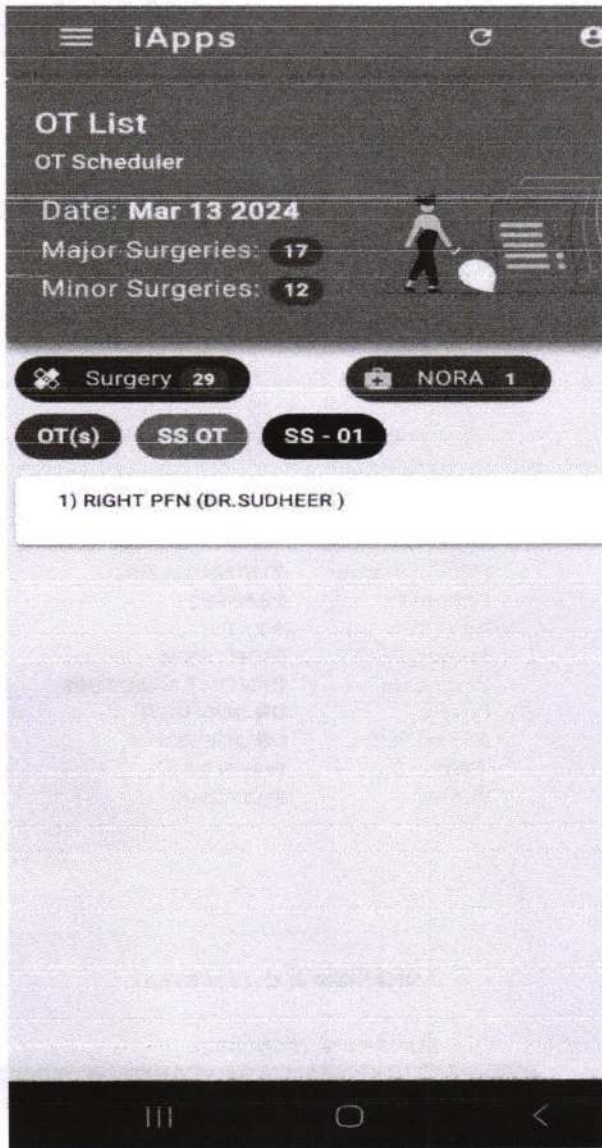 iApps
OT List
OT Scheduler
Date: Mar 13 2024
Major Surgeries: 17
Minor Surgeries: 12
Surgery 29 NORA 1
OT(s) SS OT SS - 01
1) RIGHT PFN (DR.SUDHEER )